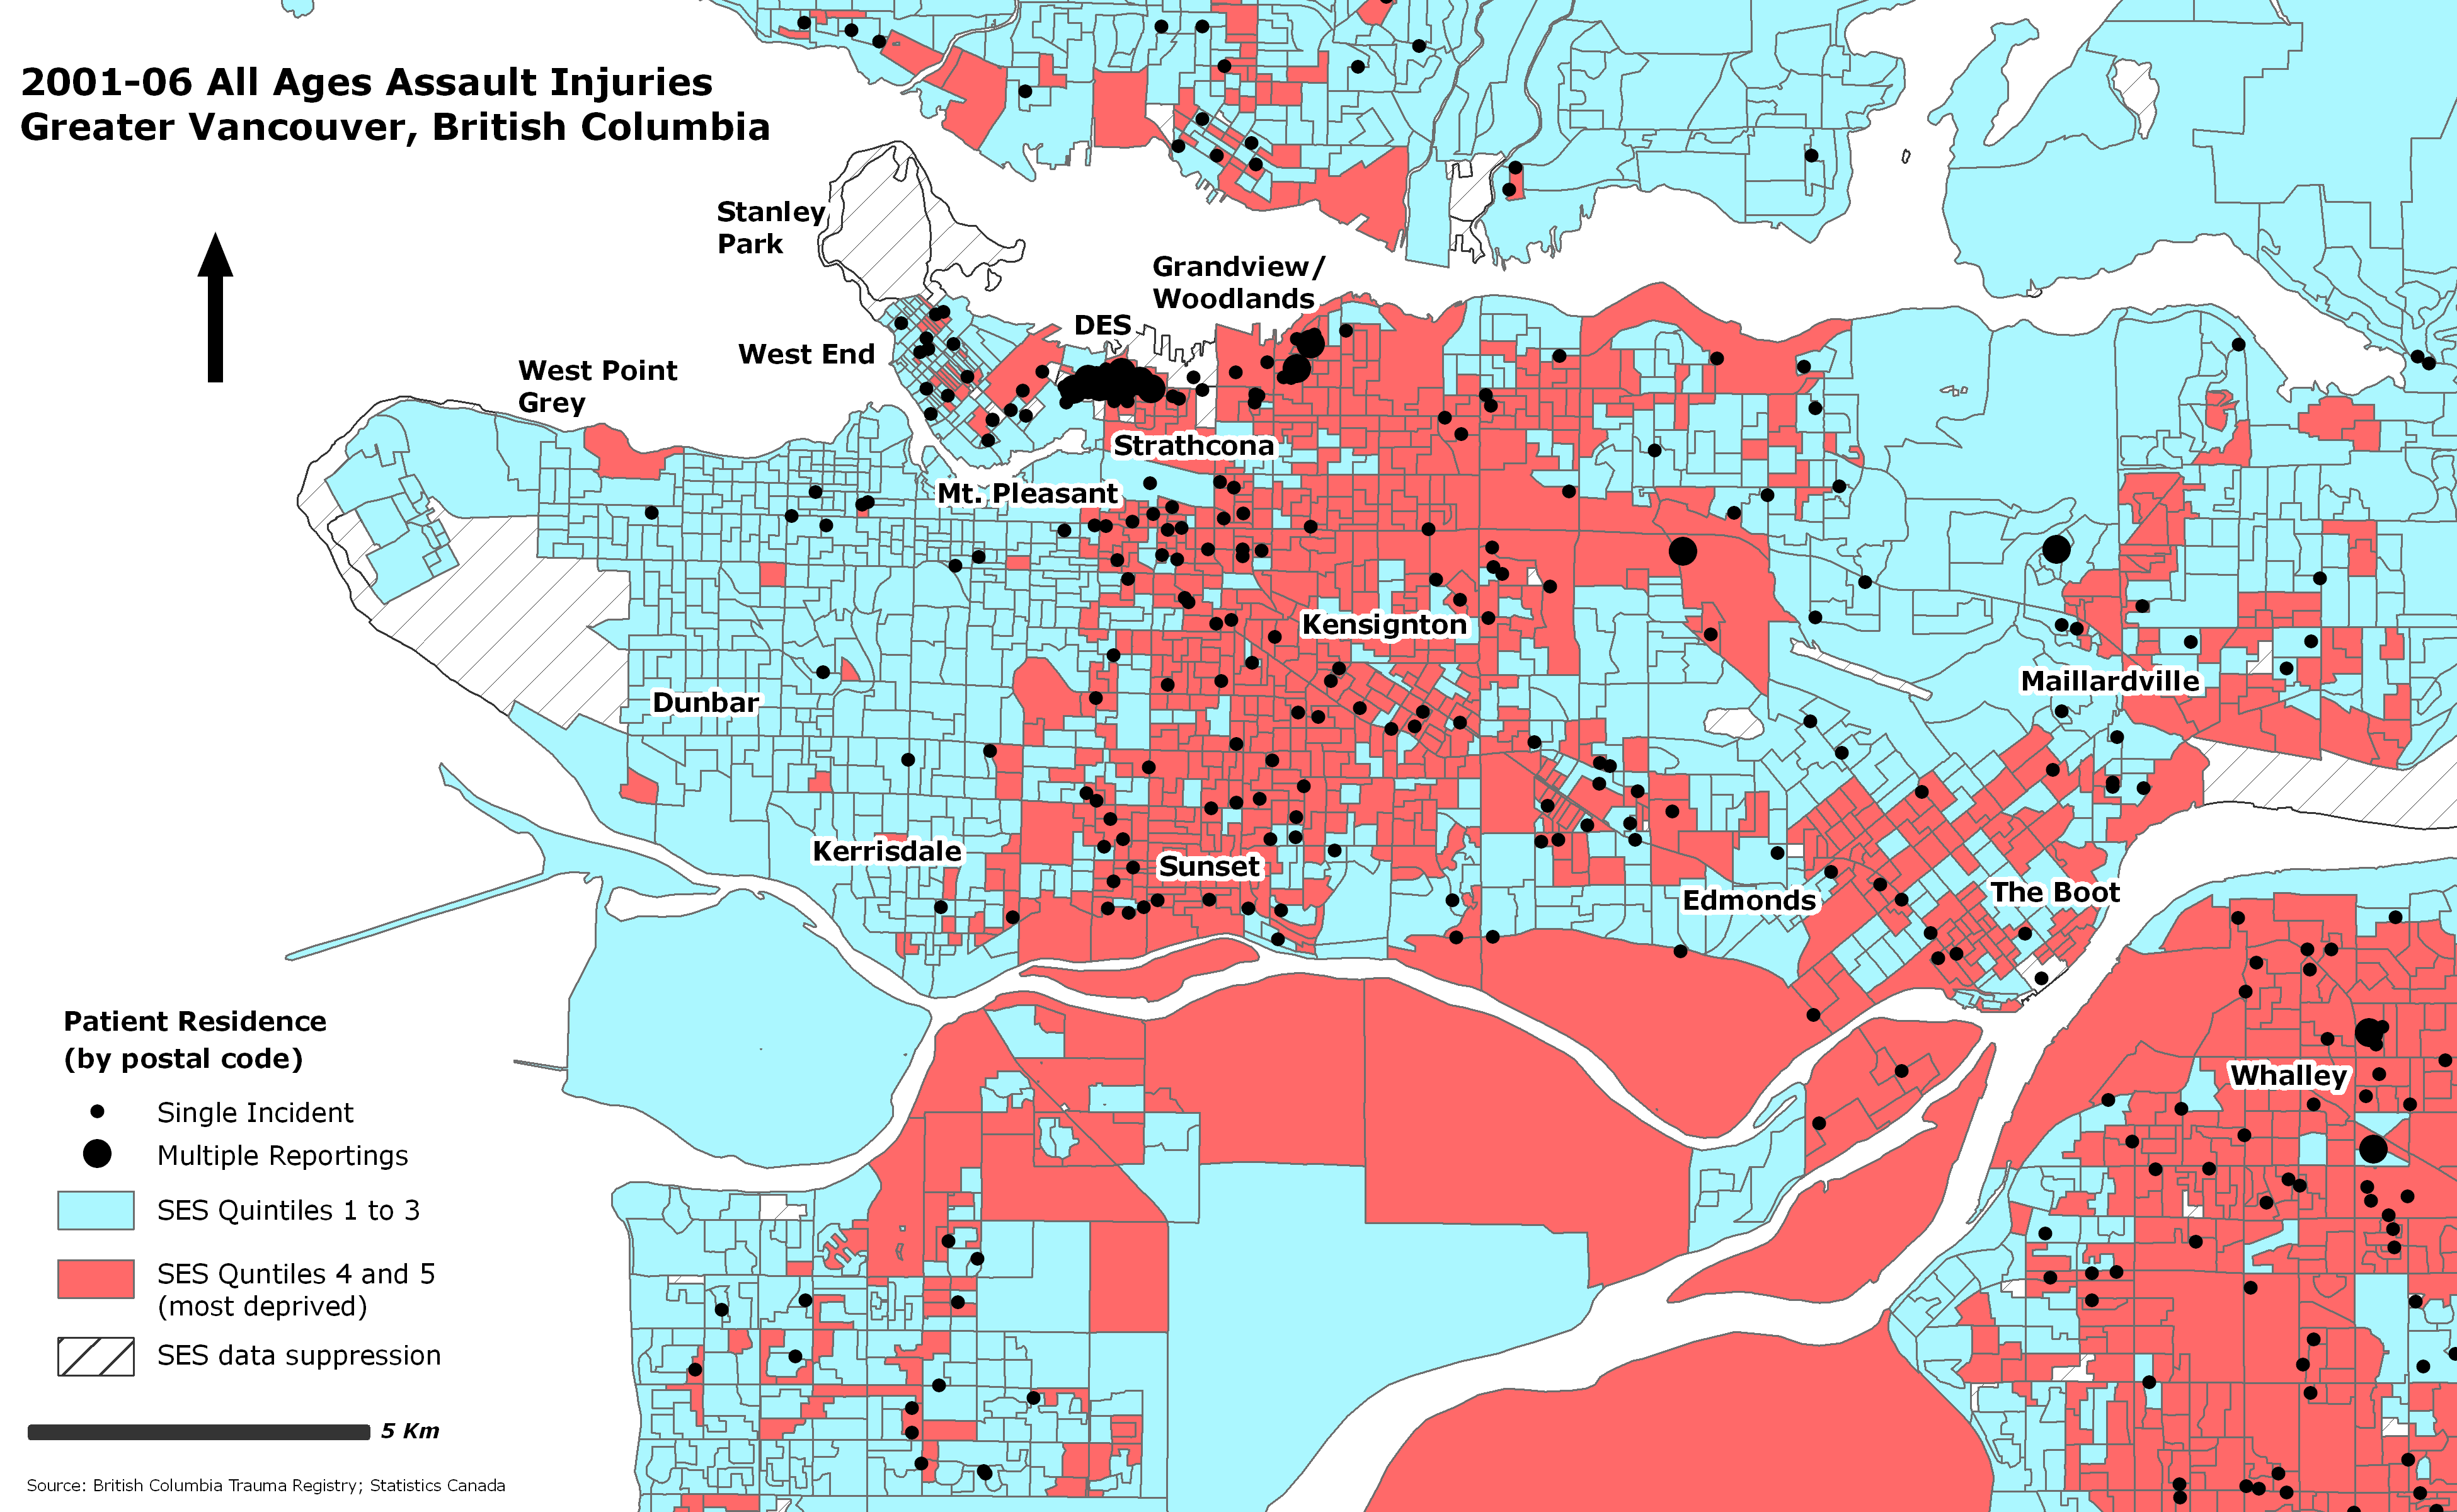 2001-06 All Ages Assault Injuries
Greater Vancouver, British Columbia
Stanley
Park
Grandview/
Woodlands
DES
West End
West Point
Grey
Strathcona
Mt. Pleasant
Kensignton
Dunbar
Maillardville
Kerrisdale
Sunset
Edmonds
The Boot
Whalley
Patient Residence
(by postal code)
Single Incident
Multiple Reportings
SES Quintiles 1 to 3
SES Quntiles 4 and 5
(most deprived)
SES data suppression
5 Km
Source: British Columbia Trauma Registry; Statistics Canada